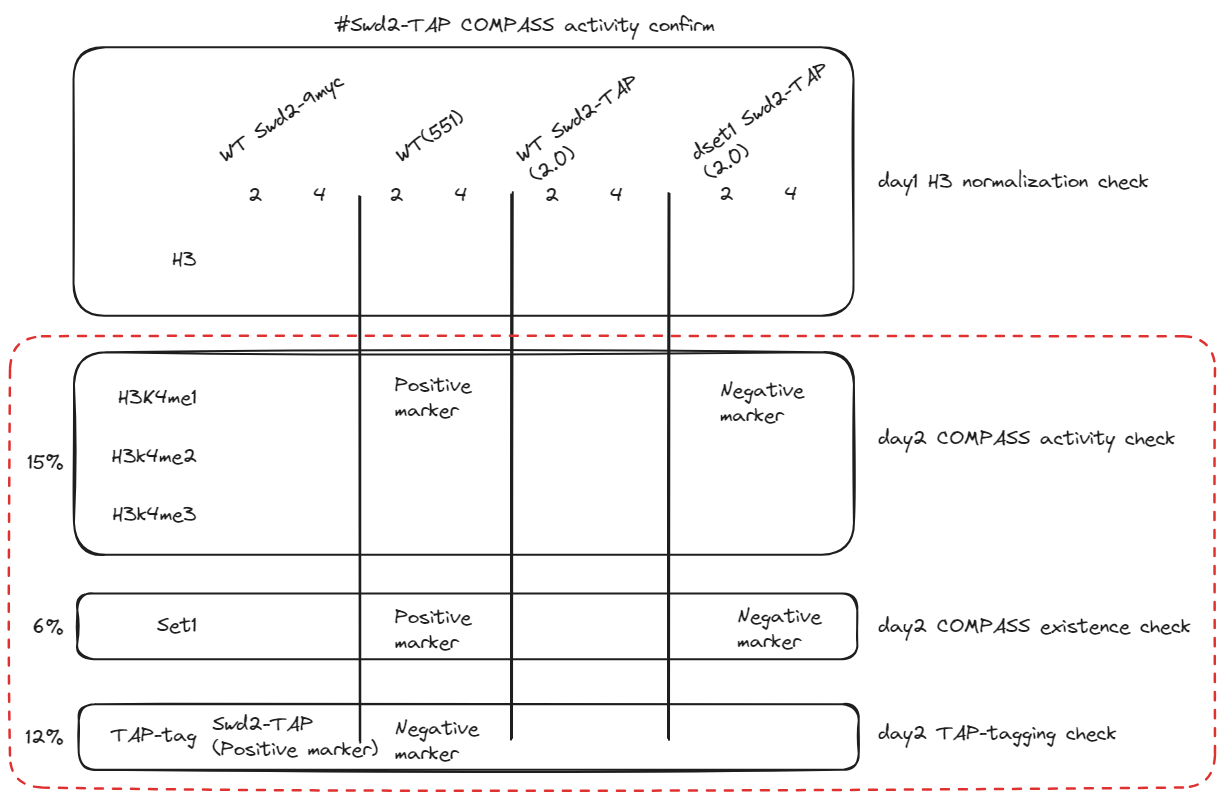 #Swd2-TAP COMPASS activity confirm
WT Swd2-9myc
WT(551)
WT Swd2-TAP
(2.0)
dset1 Swd2-TAP
(2.0)
2 4 2 4 2 4 2 4
H3
day1 H3 normalization check
15%
H3K4me1
H3k4me2
H3k4me3
Positive
marker
Negative
marker
day2 COMPASS activity check
6%
Set1
Positive
marker
Negative
marker
day2 COMPASS existence check
12%
TAP-tag
Swd2-TAP
(Positive marker)
Negative
marker
day2 TAP-tagging check